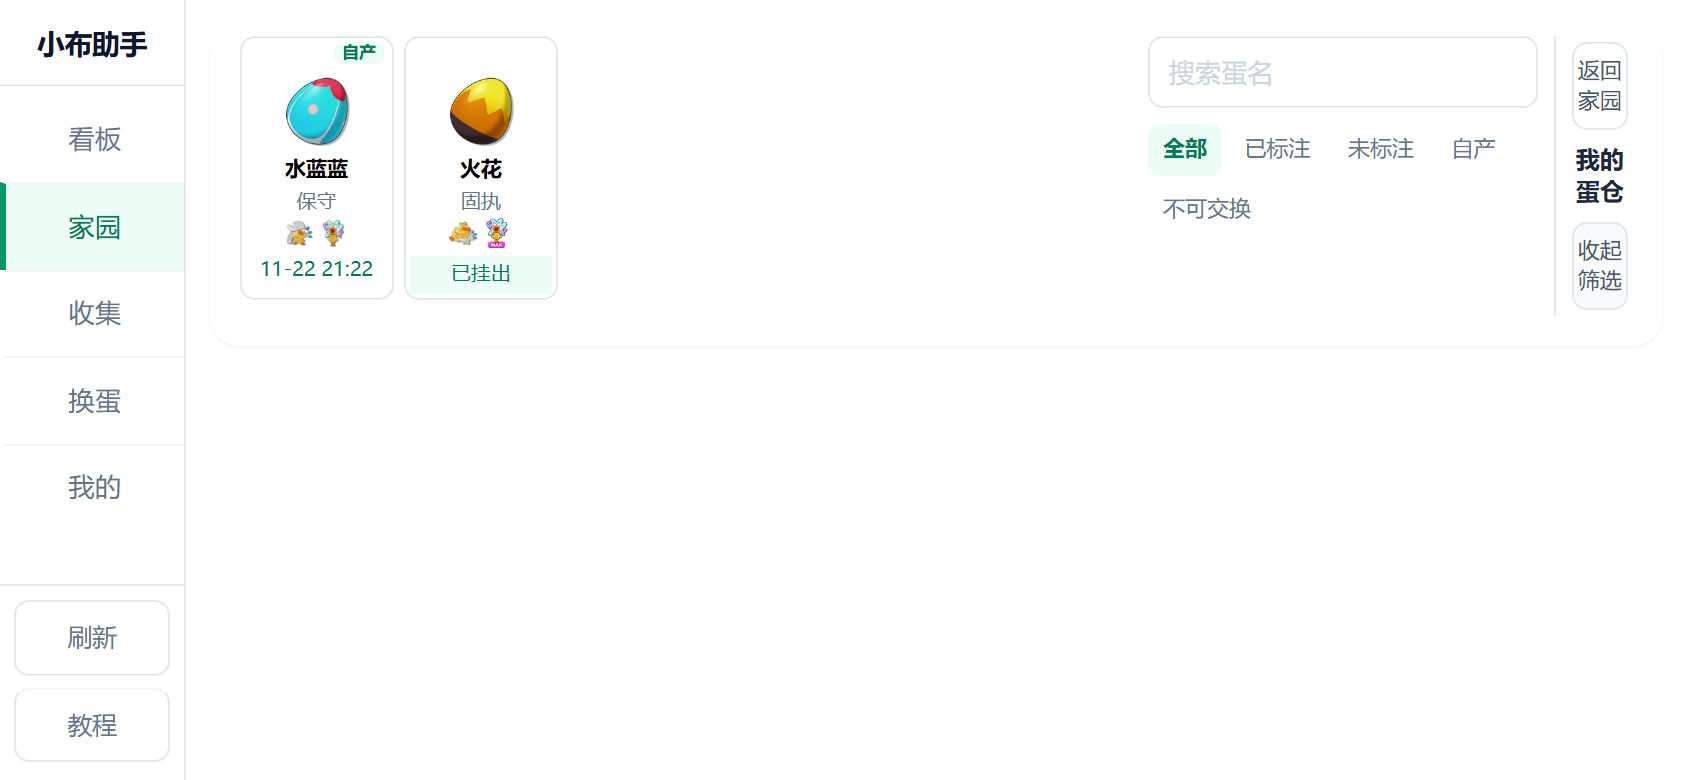 小布助手
看板
家园
收集
换蛋
我的
刷新
教程
自产
水蓝蓝
保守
11-22 21:22
火花
固执
MAX
已挂出
搜索蛋名
全部
已标注
未标注
自产
不可交换
返回
家园
我的
蛋仓
收起
筛选